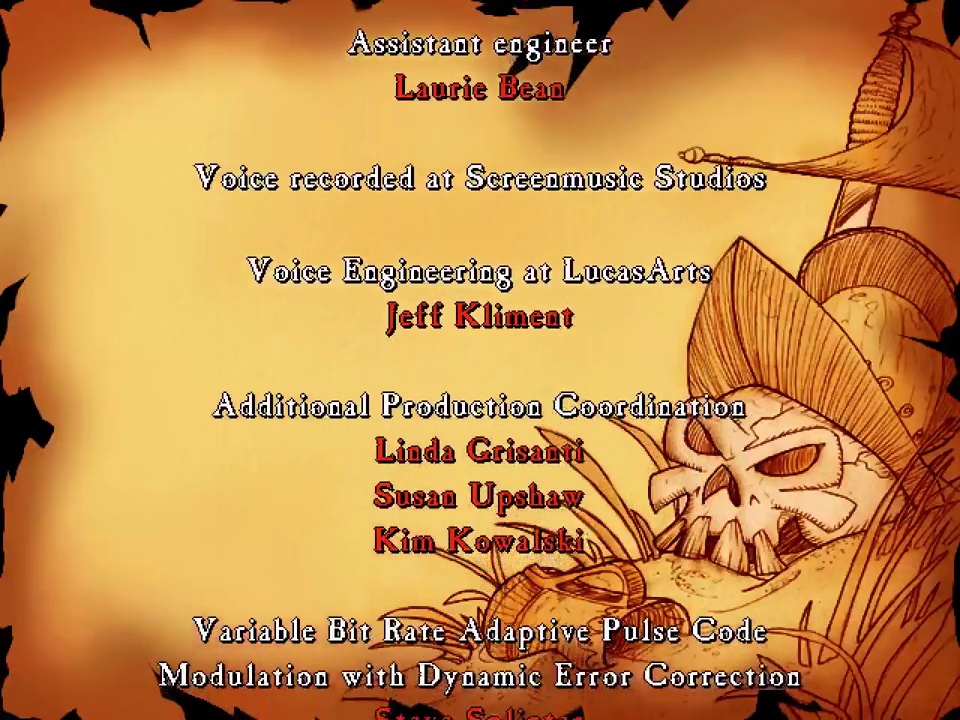 Assistant engineer
Laurie Bean
Voice recorded at Screenmusic Studios
Voice Engineering at LucasArts
Jeff Kliment
Additional Production Coordination
Linda Grisanti
Susan Upshaw
Kim Kowalski
Variable Bit Rate Adaptive Pulse Code
Modulation with Dynamic Error Correction